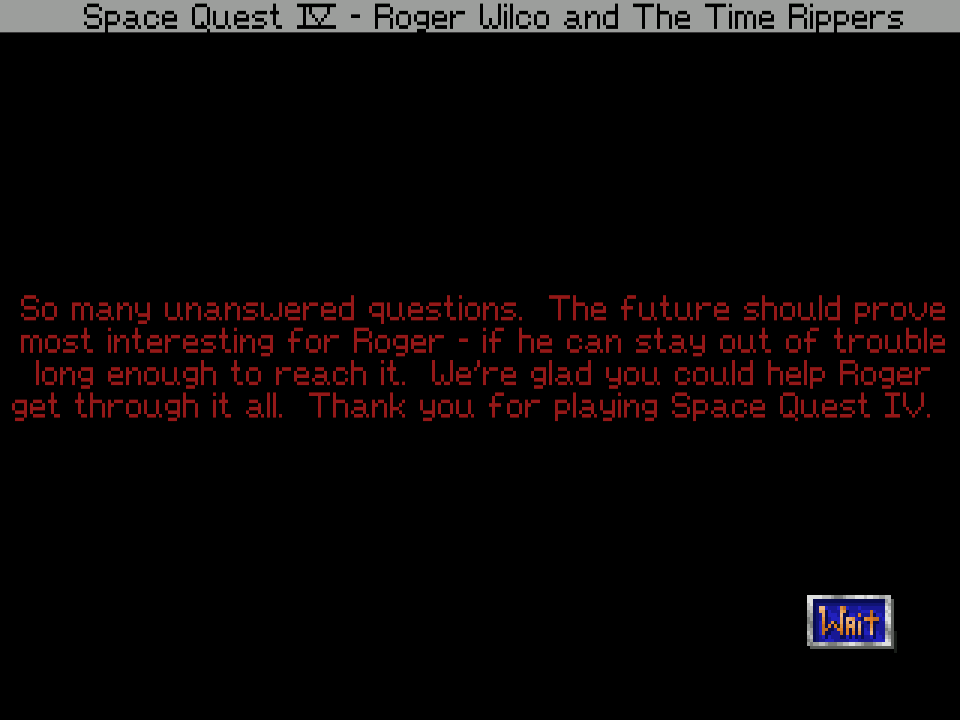 Space Quest IV - Roger Wilco and The Time Rippers
So many unanswered questions.  The future should prove
most interesting for Roger - if he can stay out of trouble
long enough to reach it.  We're glad you could help Roger
get through it all.  Thank you for playing Space Quest IV.
Wait